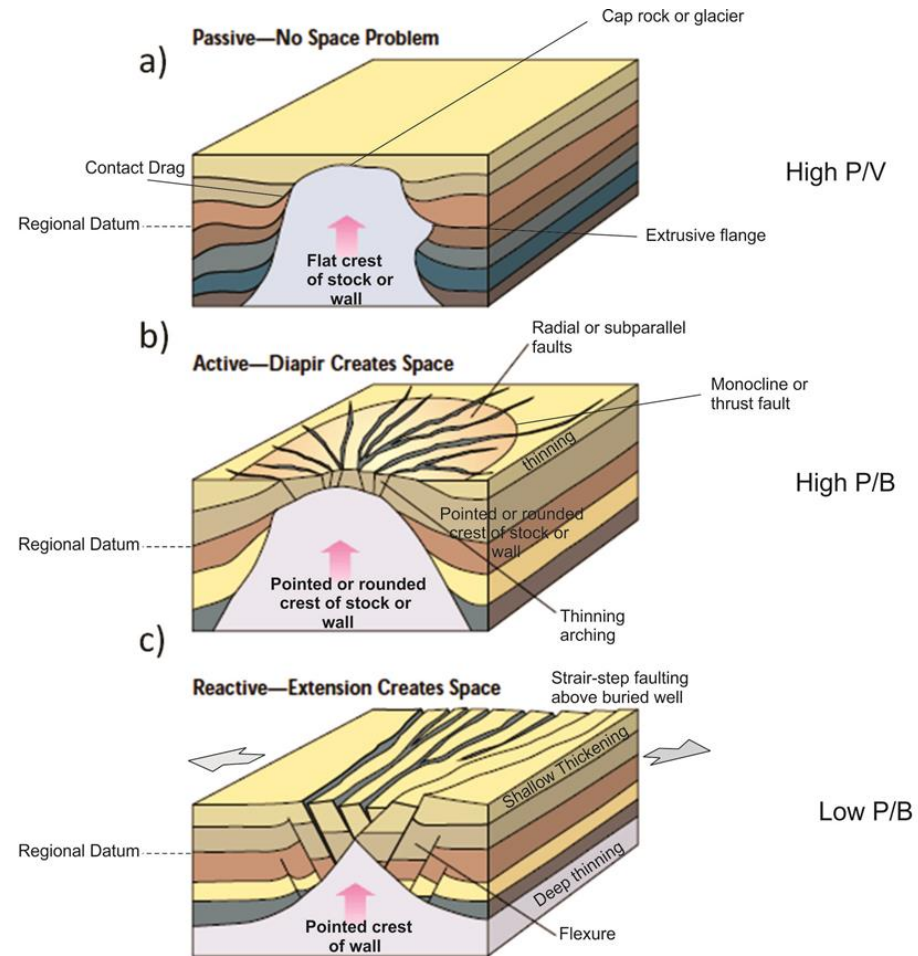 Cap rock or glacier
Passive—No Space Problem
a)
Contact Drag
High P/V
Regional Datum
Extrusive flange
Flat crest
of stock or
wall
b)
Radial or subparallel
faults
Active—Diapir Creates Space
Monocline or
thrust fault
thinning
High P/B
Pointed or rounded
crest of stock or
wall
Regional Datum
Pointed or rounded
crest of stock or
wall
Thinning
arching
c)
Strair-step faulting
above buried well
Reactive—Extension Creates Space
Shallow Thickening
Low P/B
Regional Datum
Deep thinning
Pointed crest
of wall
Flexure